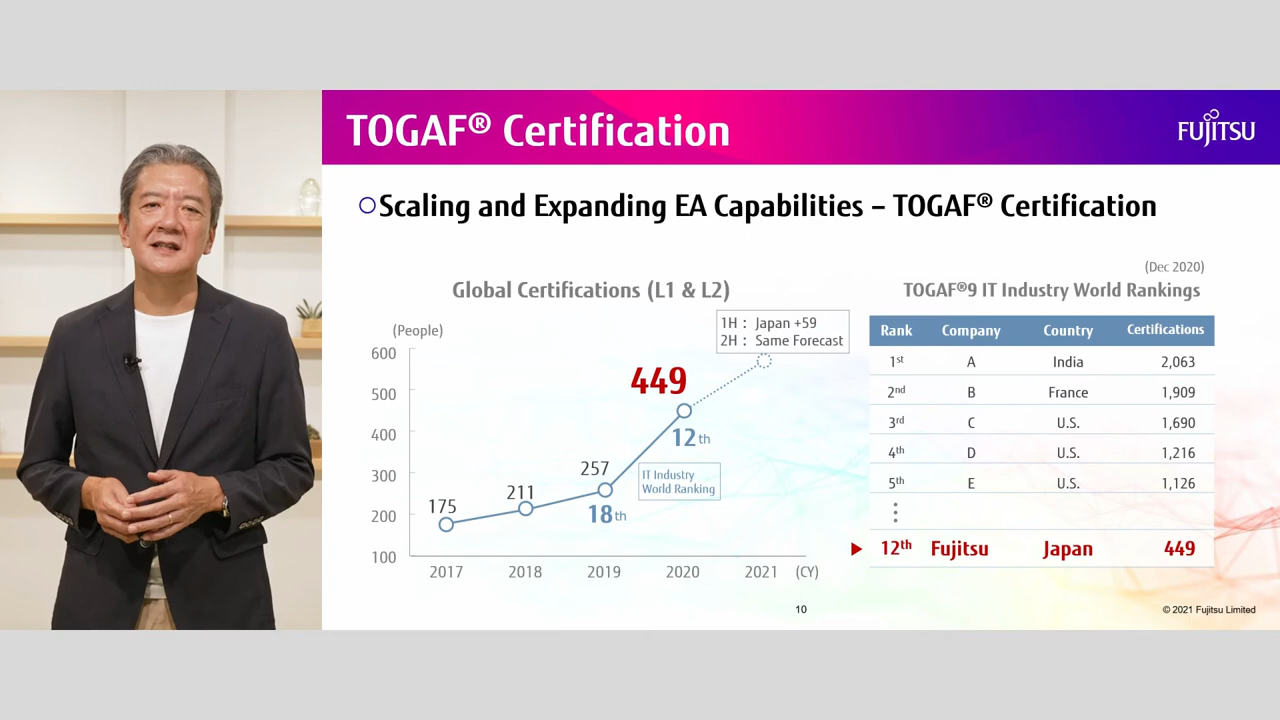 TOGAF® Certification
FUJITSU
○Scaling and Expanding EA Capabilities – TOGAF® Certification
Global Certifications (L1 & L2)
(People)
600
500
400
300
200
100
175
211
257
449
18th
12th
IT Industry
World Ranking
1H : Japan +59
2H : Same Forecast
2017 2018 2019 2020 2021 (CY)
(Dec 2020)
TOGAF®9 IT Industry World Rankings
Rank Company Country Certifications
1st A India 2,063
2nd B France 1,909
3rd C U.S. 1,690
4th D U.S. 1,216
5th E U.S. 1,126
⋮
12th Fujitsu Japan 449
10
© 2021 Fujitsu Limited